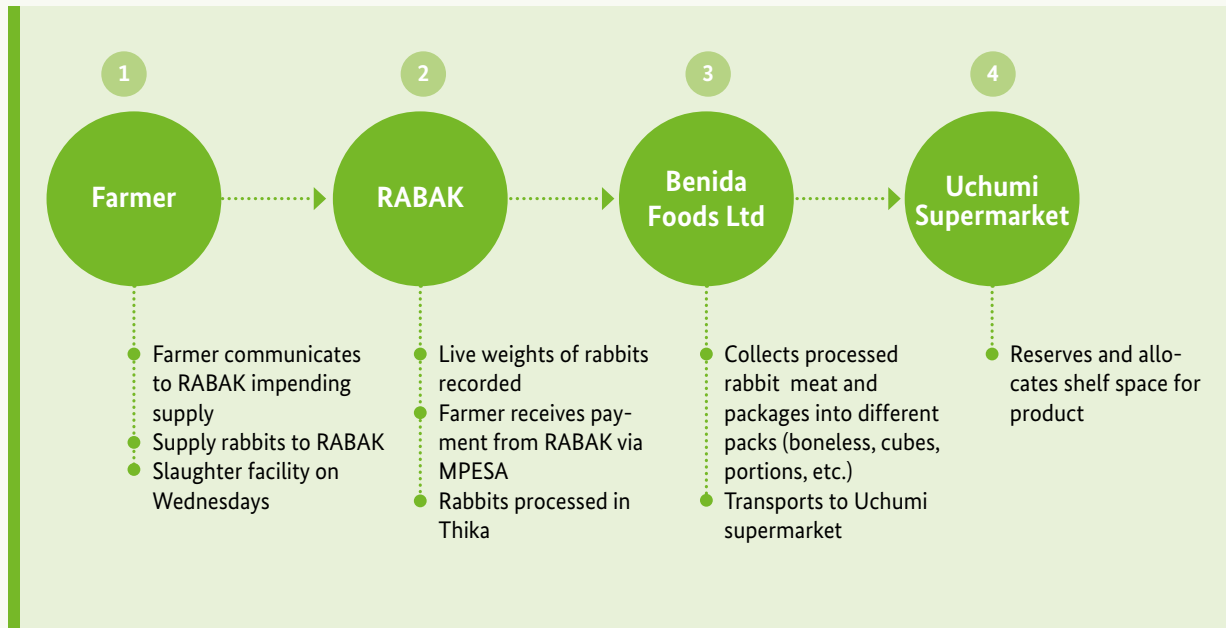 1
2
3
4
Farmer
RABAK
Benida
Foods Ltd
Uchumi
Supermarket
Farmer communicates
to RABAK impending
supply
Supply rabbits to RABAK
Slaughter facility on
Wednesdays
Live weights of rabbits
recorded
Farmer receives pay-
ment from RABAK via
MPESA
Rabbits processed in
Thika
Collects processed
rabbit meat and
packages into different
packs (boneless, cubes,
portions, etc.)
Transports to Uchumi
supermarket
Reserves and allo-
cates shelf space for
product